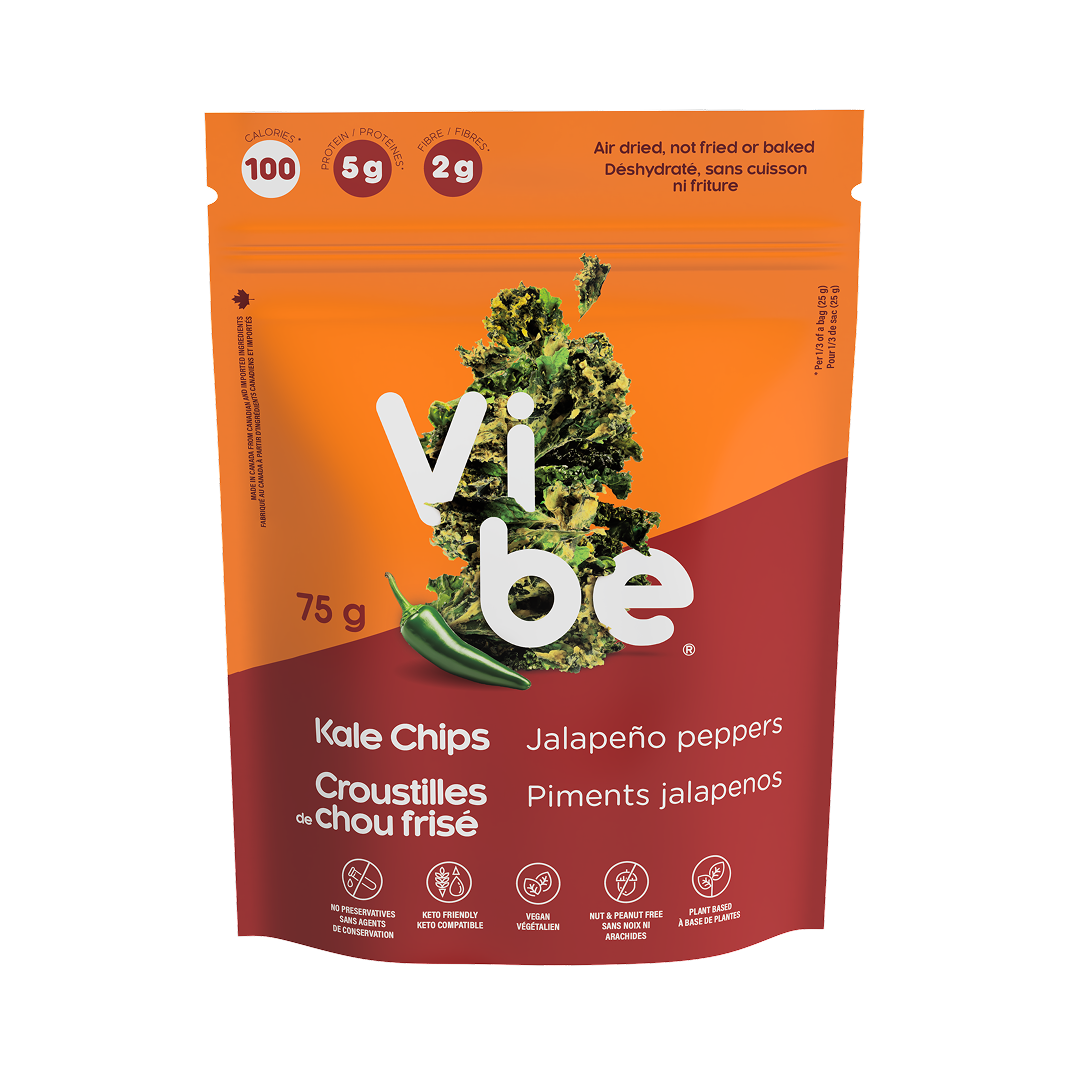 CALORIES*
100
PROTEIN / PROTÉINES*
5g
FIBRE / FIBRES*
2g
Air dried, not fried or baked
Déshydraté, sans cuisson
ni friture
MADE IN CANADA FROM CANADIAN AND IMPORTED INGREDIENTS
FABRIQUÉ AU CANADA À PARTIR D'INGRÉDIENTS CANADIENS ET IMPORTÉS
* Per 1/3 of a bag (25 g)
Pour 1/3 de sac (25 g)
Vi
be®
75 g
Kale Chips
Croustilles
de chou frisé
Jalapeño peppers
Piments jalapenos
NO PRESERVATIVES
SANS AGENTS
DE CONSERVATION
KETO FRIENDLY
KETO COMPATIBLE
VEGAN
VÉGÉTALIEN
NUT & PEANUT FREE
SANS NOIX NI
ARACHIDES
PLANT BASED
À BASE DE PLANTES